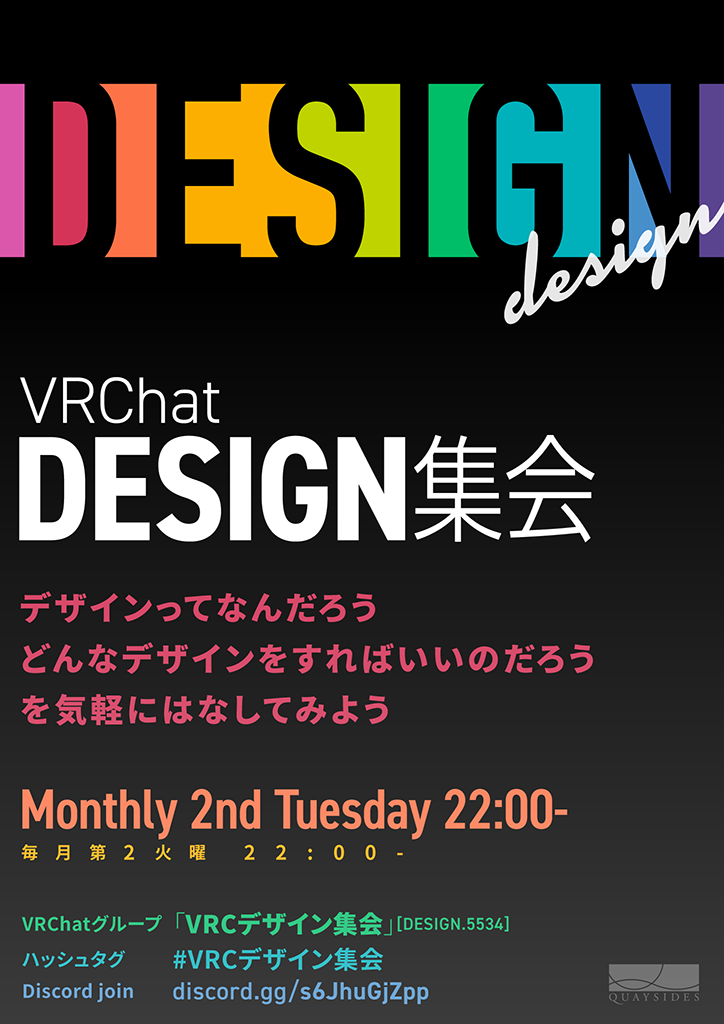 DESIGN
design
VRChat
DESIGN集会
デザインってなんだろう
どんなデザインをすればいいのだろう
を気軽にはなしてみよう
Monthly 2nd Tuesday 22:00-
毎月第2火曜 22:00-
VRChatグループ「VRCデザイン集会」[DESIGN.5534]
ハッシュタグ #VRCデザイン集会
Discord join discord.gg/s6JhuGjZpp
QUAYSIDES